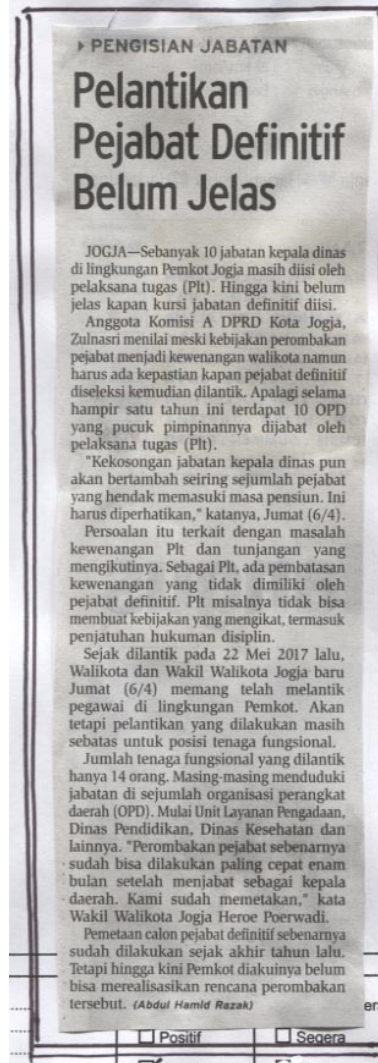 PENGISIAN JABATAN
Pelantikan
Pejabat Definitif
Belum Jelas
JOGJA—Sebanyak 10 jabatan kepala dinas
di lingkungan Pemkot Jogja masih diisi oleh
pelaksana tugas (Plt). Hingga kini belum
jelas kapan kursi jabatan definitif diisi.
Anggota Komisi A DPRD Kota Jogja,
Zulnasri menilai meski kebijakan perombakan
pejabat menjadi kewenangan walikota namun
harus ada kepastian kapan pejabat definitif
diseleksi kemudian dilantik. Apalagi selama
hampir satu tahun ini terdapat 10 OPD
yang pucuk pimpinannya dijabat oleh
pelaksana tugas (Plt).
"Kekosongan jabatan kepala dinas pun
akan bertambah seiring sejumlah pejabat
yang hendak memasuki masa pensiun. Ini
harus diperhatikan," katanya, Jumat (6/4).
Persoalan itu terkait dengan masalah
kewenangan Plt dan tunjangan yang
mengikutinya. Sebagai Plt, ada pembatasan
kewenangan yang tidak dimiliki oleh
pejabat definitif. Plt misalnya tidak bisa
membuat kebijakan yang mengikat, termasuk
penjatuhan hukuman disiplin.
Sejak dilantik pada 22 Mei 2017 lalu,
Walikota dan Wakil Walikota Jogja baru
Jumat (6/4) memang telah melantik
pegawai di lingkungan Pemkot. Akan
tetapi pelantikan yang dilakukan masih
sebatas untuk posisi tenaga fungsional.
Jumlah tenaga fungsional yang dilantik
hanya 14 orang. Masing-masing menduduki
jabatan di sejumlah organisasi perangkat
daerah (OPD). Mulai Unit Layanan Pengadaan,
Dinas Pendidikan, Dinas Kesehatan dan
lainnya. "Perombakan pejabat sebenarnya
sudah bisa dilakukan paling cepat enam
bulan setelah menjabat sebagai kepala
daerah. Kami sudah memetakan," kata
Wakil Walikota Jogja Heroe Poerwadi.
Pemetaan calon pejabat definitif sebenarnya
sudah dilakukan sejak akhir tahun lalu.
Tetapi hingga kini Pemkot diakuinya belum
bisa merealisasikan rencana perombakan
tersebut. (Abdul Hamid Razak)
Positif Segera